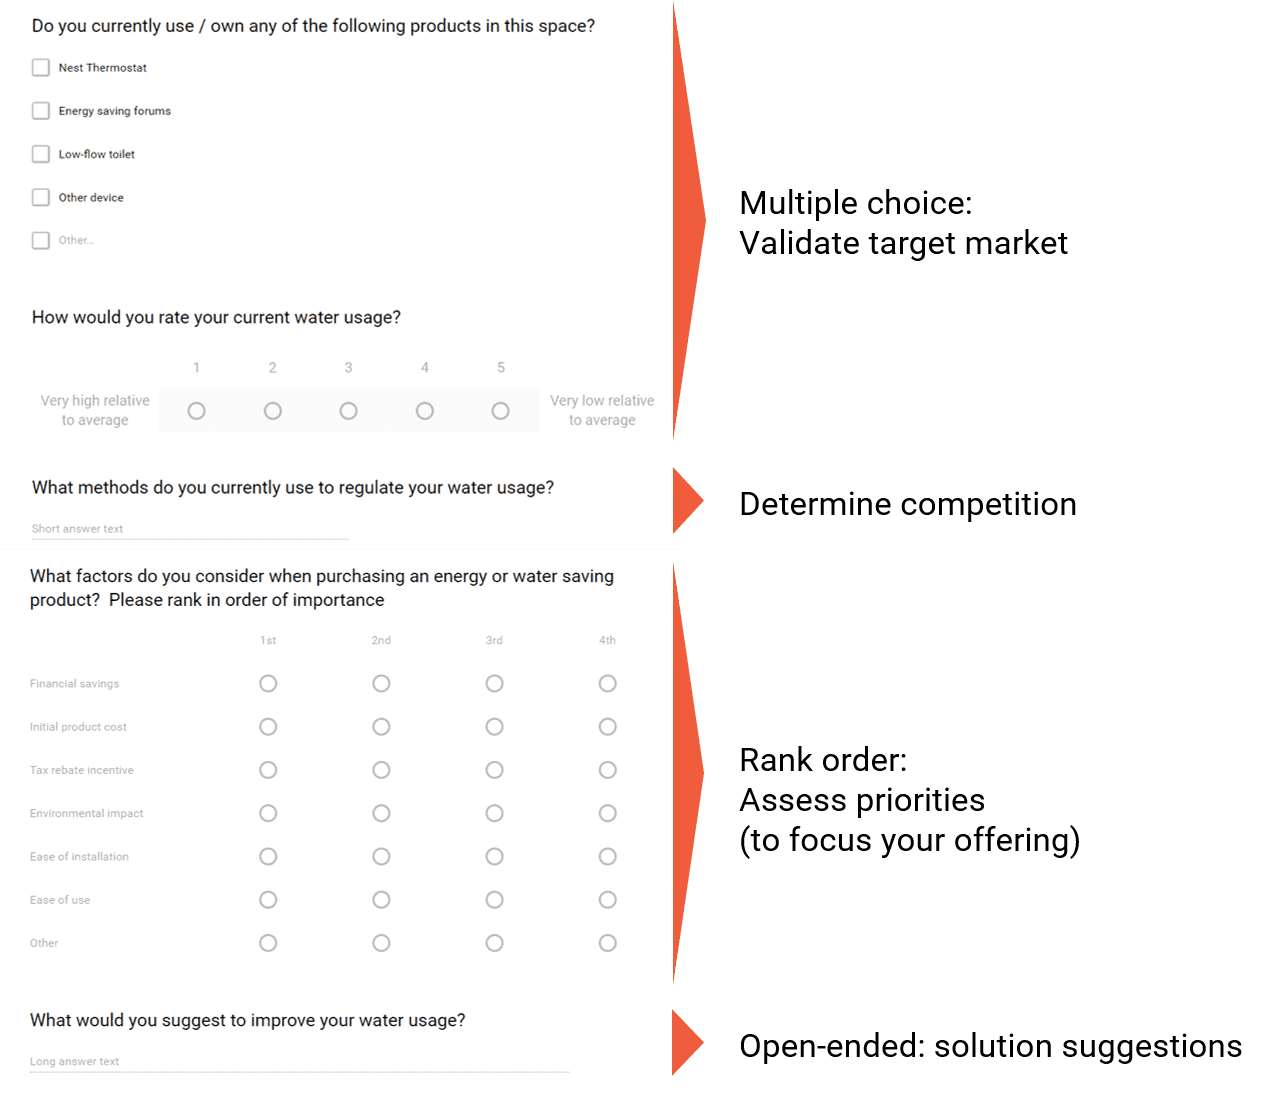 Do you currently use / own any of the following products in this space?
Nest Thermostat
Energy saving forums
Low-flow toilet
Other device
Other...
Multiple choice:
Validate target market
How would you rate your current water usage?
1 2 3 4 5
Very high relative
to average
Very low relative
to average
What methods do you currently use to regulate your water usage?
Short answer text
Determine competition
What factors do you consider when purchasing an energy or water saving
product?  Please rank in order of importance
1st 2nd 3rd 4th
Financial savings
Initial product cost
Tax rebate incentive
Environmental impact
Ease of installation
Ease of use
Other
Rank order:
Assess priorities
(to focus your offering)
What would you suggest to improve your water usage?
Long answer text
Open-ended: solution suggestions